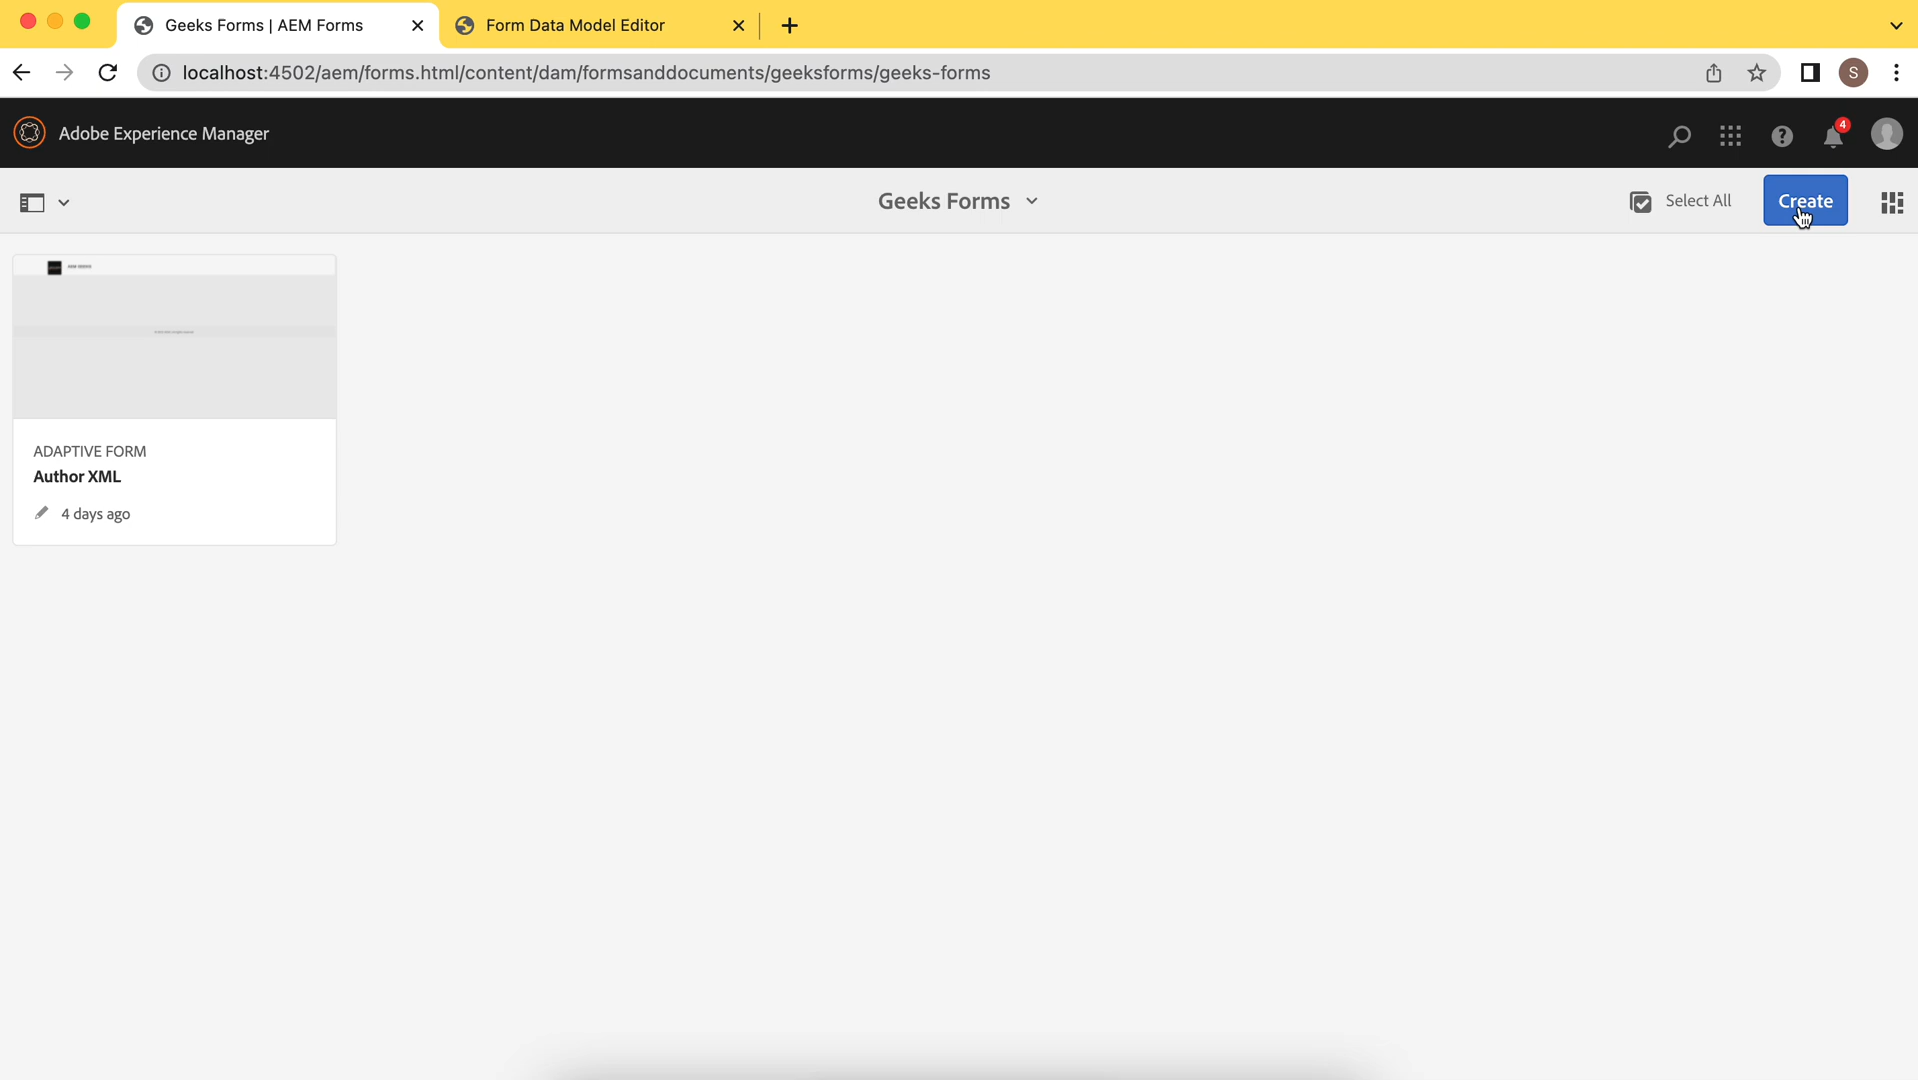 Geeks Forms | AEM Forms
Form Data Model Editor
localhost:4502/aem/forms.html/content/dam/formsanddocuments/geeksforms/geeks-forms
S
Adobe Experience Manager
4
Geeks Forms
Select All
Create
ADAPTIVE FORM
Author XML
4 days ago